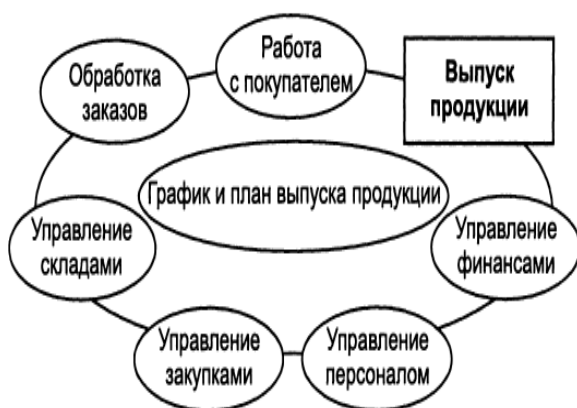 Работа
с покупателем
Выпуск
продукции
Обработка
заказов
График и план выпуска продукции
Управление
складами
Управление
финансами
Управление
закупками
Управление
персоналом